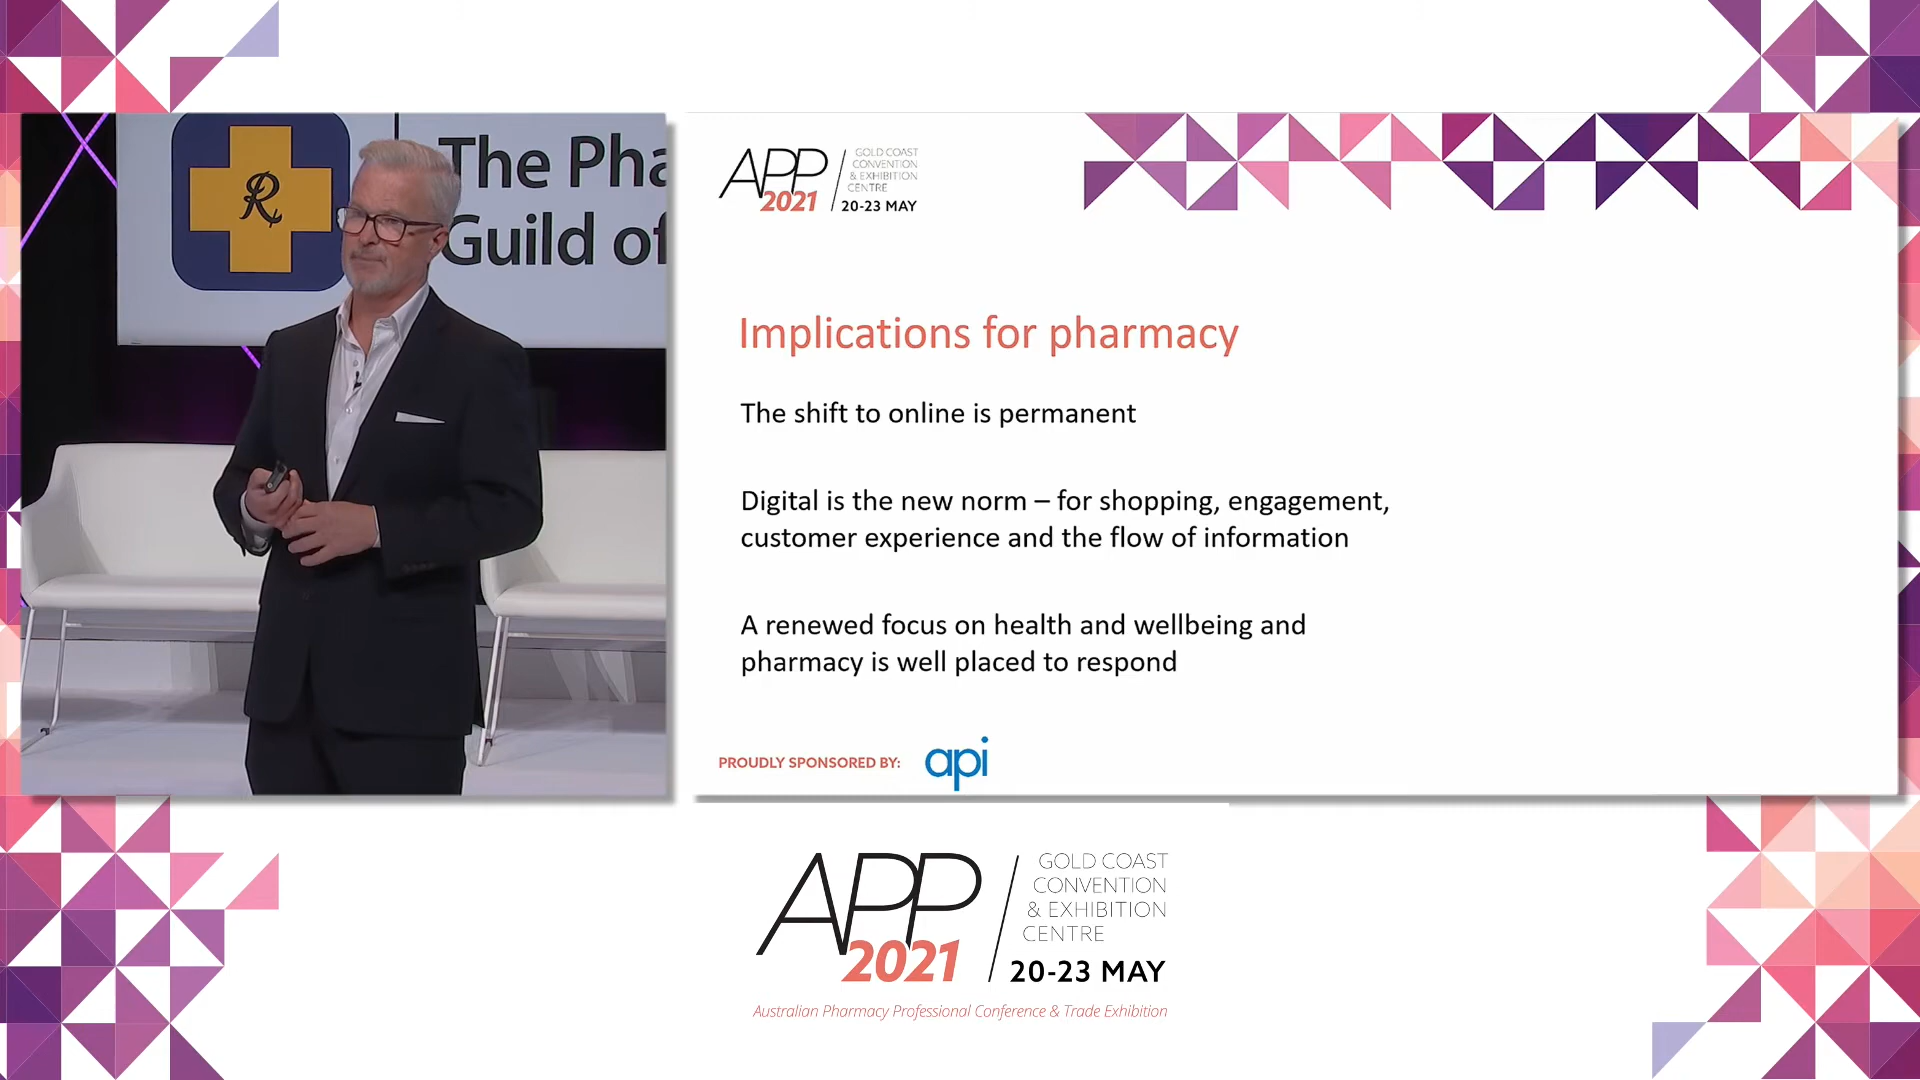 The Pha
Guild of
APP
2021
GOLD COAST
CONVENTION
& EXHIBITION
CENTRE
20-23 MAY
Implications for pharmacy
The shift to online is permanent
Digital is the new norm – for shopping, engagement,
customer experience and the flow of information
A renewed focus on health and wellbeing and
pharmacy is well placed to respond
PROUDLY SPONSORED BY: api
APP
2021
GOLD COAST
CONVENTION
& EXHIBITION
CENTRE
20-23 MAY
Australian Pharmacy Professional Conference & Trade Exhibition